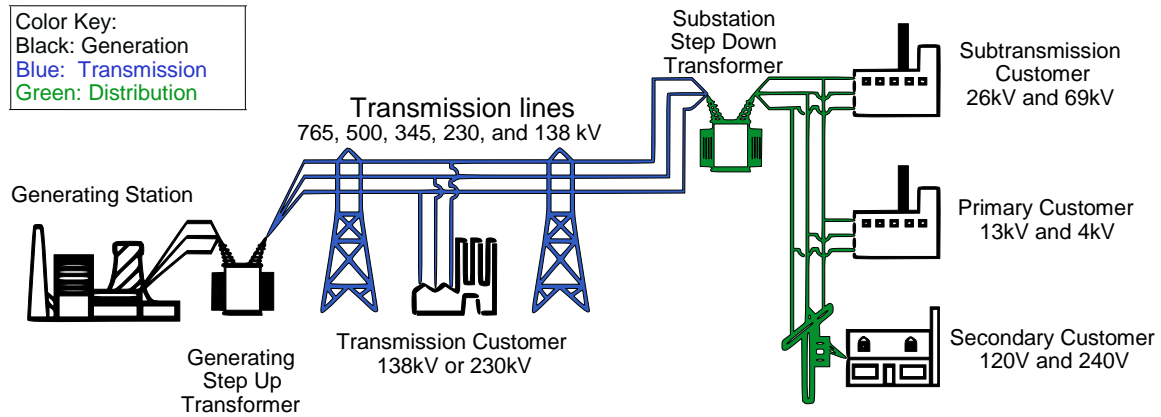 Color Key:
Black: Generation
Blue: Transmission
Green: Distribution
Substation
Step Down
Transformer
Subtransmission
Customer
26kV and 69kV
Transmission lines
765, 500, 345, 230, and 138 kV
Generating Station
Primary Customer
13kV and 4kV
Transmission Customer
138kV or 230kV
Generating
Step Up
Transformer
Secondary Customer
120V and 240V